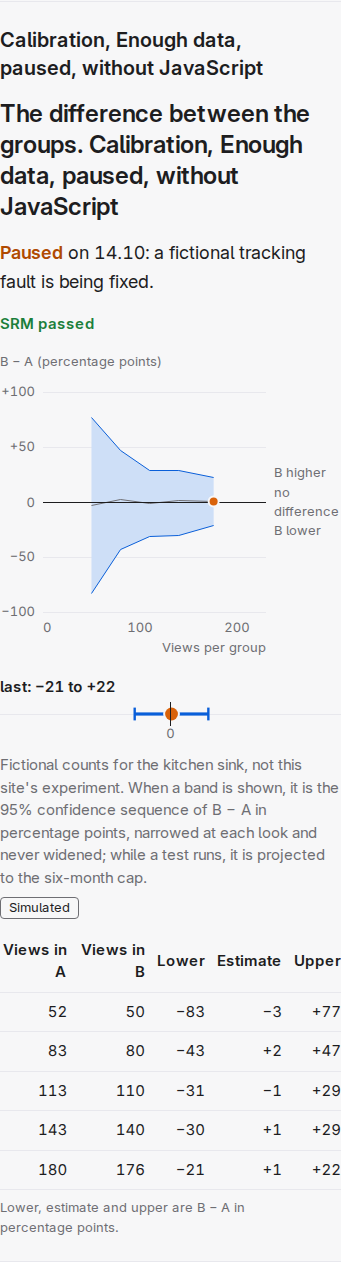 Calibration, Enough data,
paused, without JavaScript
The difference between the
groups. Calibration, Enough
data, paused, without
JavaScript
Paused on 14.10: a fictional tracking
fault is being fixed.
SRM passed
B − A (percentage points)
+100
+50
0
−50
−100
B higher
no
difference
B lower
0 100 200
Views per group
last: −21 to +22
0
Fictional counts for the kitchen sink, not this
site's experiment. When a band is shown, it is the
95% confidence sequence of B − A in
percentage points, narrowed at each look and
never widened; while a test runs, it is projected
to the six-month cap.
Simulated
Views in A Views in B Lower Estimate Upper
52 50 −83 −3 +77
83 80 −43 +2 +47
113 110 −31 −1 +29
143 140 −30 +1 +29
180 176 −21 +1 +22
Lower, estimate and upper are B − A in
percentage points.